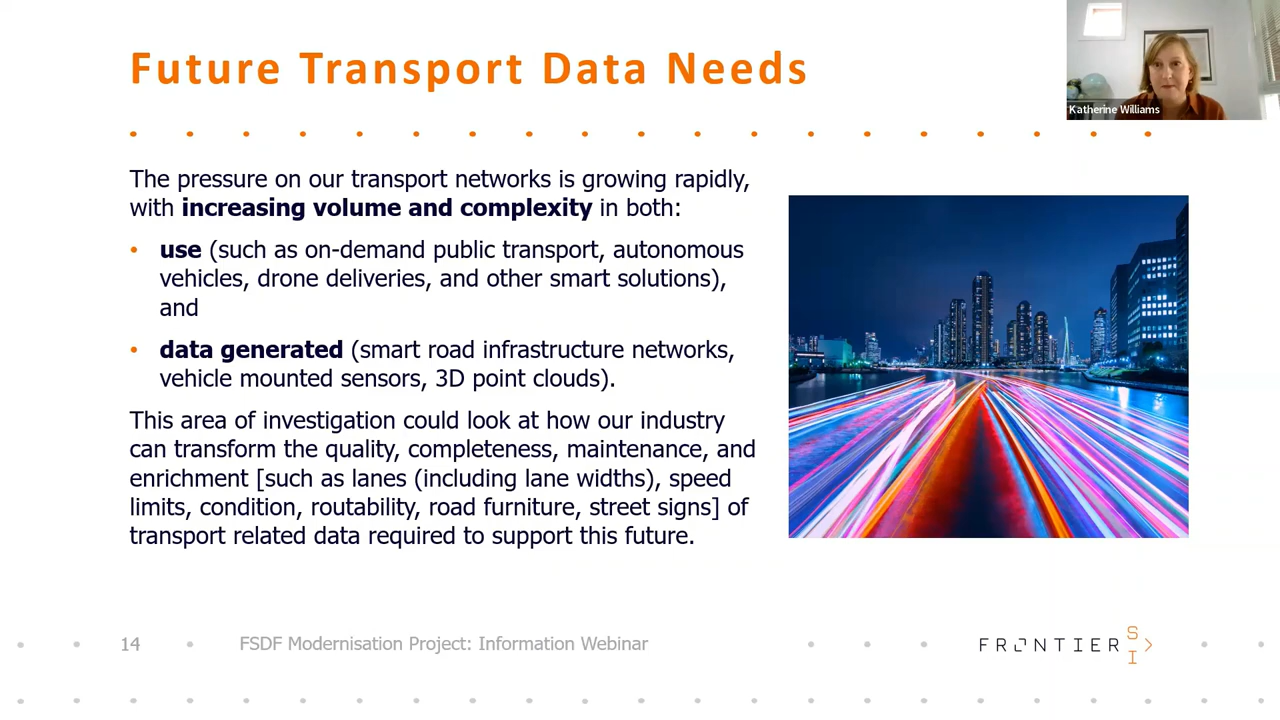 Future Transport Data Needs
Katherine Williams
The pressure on our transport networks is growing rapidly,
with increasing volume and complexity in both:
• use (such as on-demand public transport, autonomous
vehicles, drone deliveries, and other smart solutions),
and
• data generated (smart road infrastructure networks,
vehicle mounted sensors, 3D point clouds).
This area of investigation could look at how our industry
can transform the quality, completeness, maintenance, and
enrichment [such as lanes (including lane widths), speed
limits, condition, routability, road furniture, street signs] of
transport related data required to support this future.
14
FSDF Modernisation Project: Information Webinar
FRONTIER SI